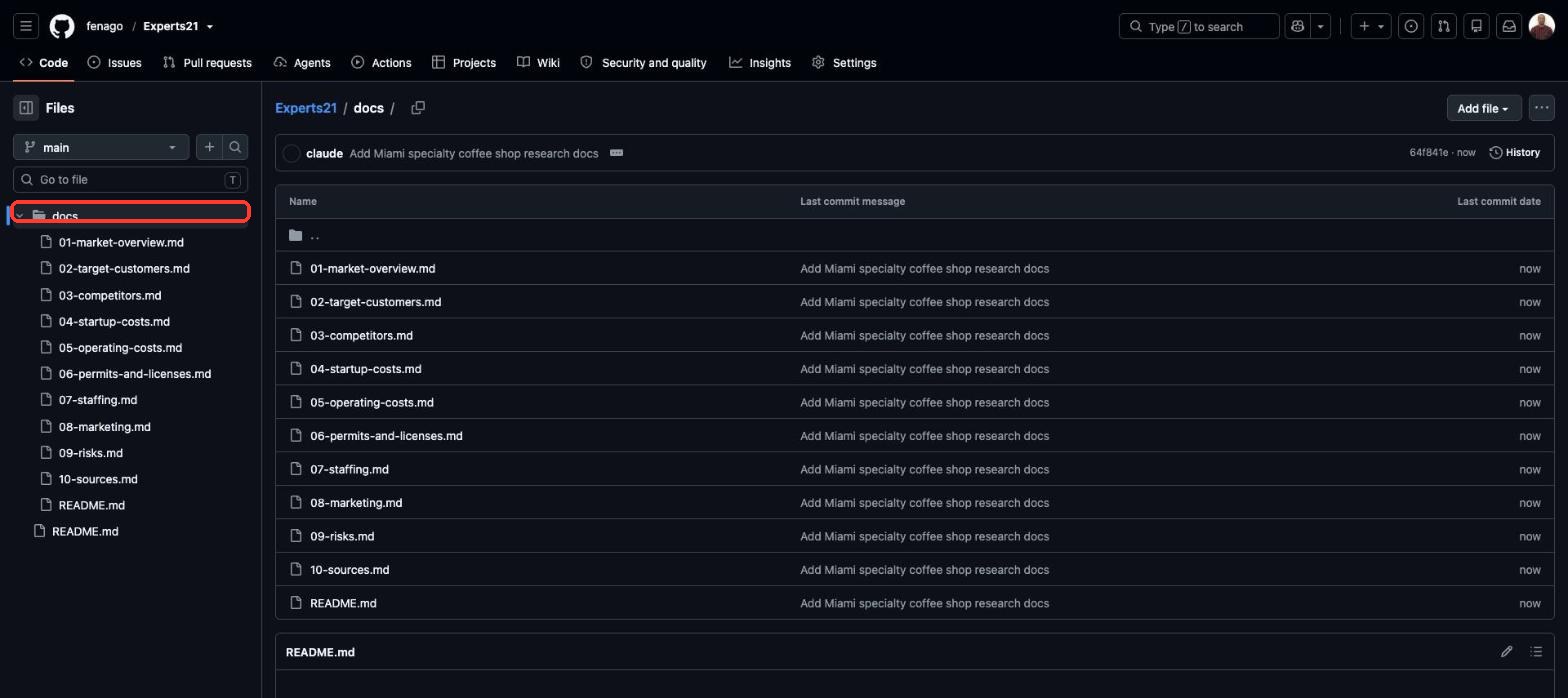 fenago / Experts21
Type / to search
Code Issues Pull requests Agents Actions Projects Wiki Security and quality Insights Settings
Files
main
Go to file T
docs
01-market-overview.md
02-target-customers.md
03-competitors.md
04-startup-costs.md
05-operating-costs.md
06-permits-and-licenses.md
07-staffing.md
08-marketing.md
09-risks.md
10-sources.md
README.md
README.md
Experts21 / docs /
Add file
claude Add Miami specialty coffee shop research docs
64f841e · now History
Name Last commit message Last commit date
..
01-market-overview.md Add Miami specialty coffee shop research docs now
02-target-customers.md Add Miami specialty coffee shop research docs now
03-competitors.md Add Miami specialty coffee shop research docs now
04-startup-costs.md Add Miami specialty coffee shop research docs now
05-operating-costs.md Add Miami specialty coffee shop research docs now
06-permits-and-licenses.md Add Miami specialty coffee shop research docs now
07-staffing.md Add Miami specialty coffee shop research docs now
08-marketing.md Add Miami specialty coffee shop research docs now
09-risks.md Add Miami specialty coffee shop research docs now
10-sources.md Add Miami specialty coffee shop research docs now
README.md Add Miami specialty coffee shop research docs now
README.md